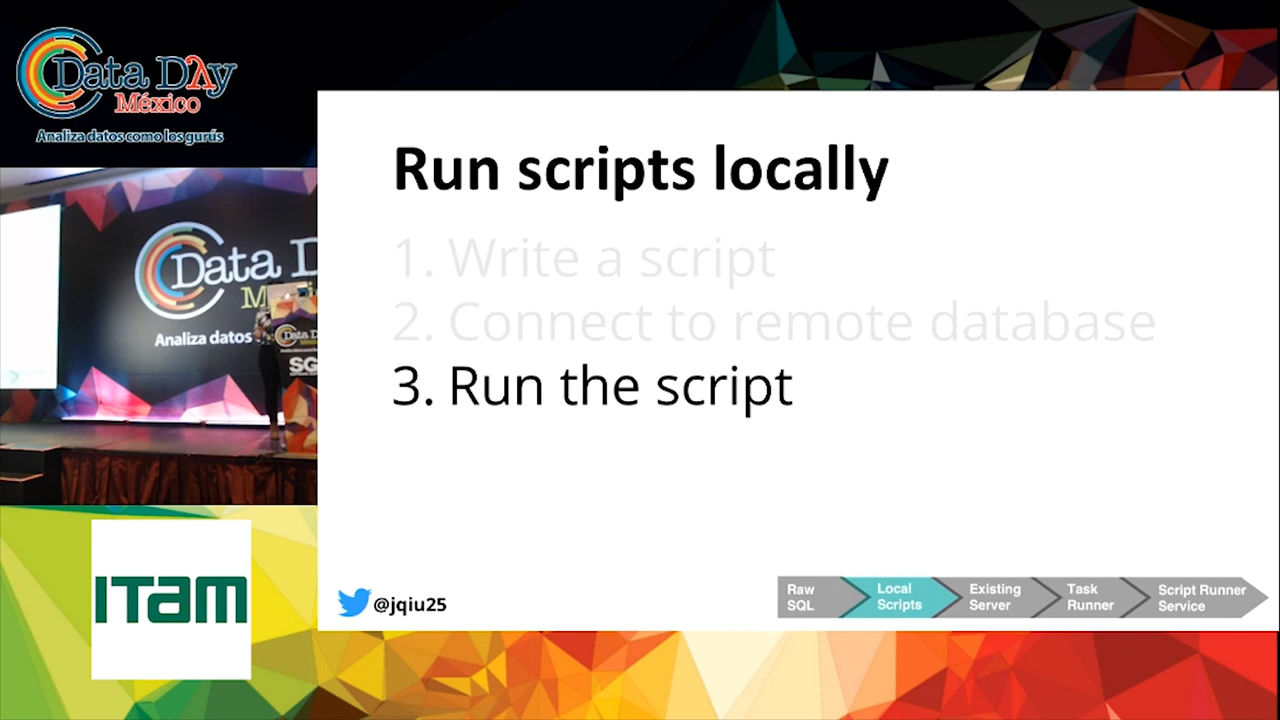 Data Day
México
Analiza datos como los gurús
Run scripts locally
1. Write a script
2. Connect to remote database
3. Run the script
Data D
Analiza datos
SG
ITAM
@jqiu25
Raw
SQL
Local
Scripts
Existing
Server
Task
Runner
Script Runner
Service